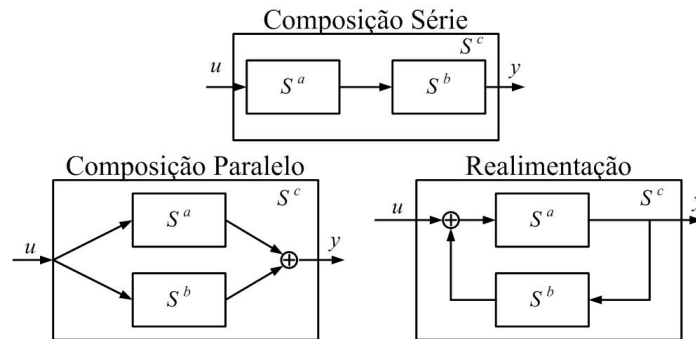 Composição Série
S^c
u
S^a
S^b
y
Composição Paralelo
S^c
S^a
u
y
S^b
Realimentação
S^c
u
S^a
y
S^b